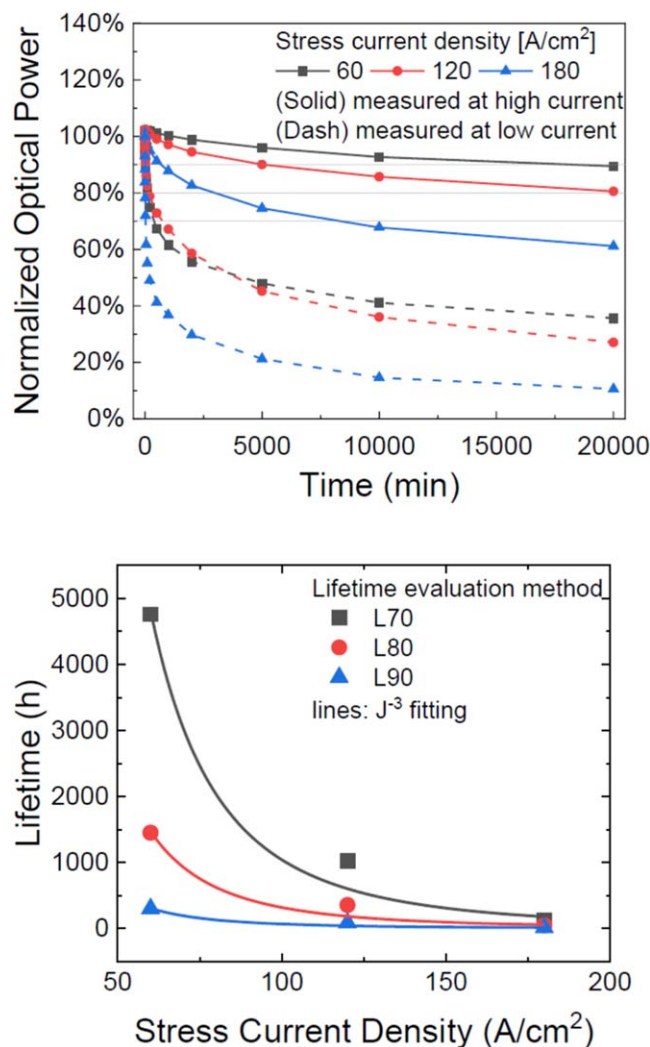 Normalized Optical Power
140%
120%
100%
80%
60%
40%
20%
0%
Stress current density [A/cm²]
60 120 180
(Solid) measured at high current
(Dash) measured at low current
0 5000 10000 15000 20000
Time (min)
Lifetime (h)
5000
4000
3000
2000
1000
0
Lifetime evaluation method
L70
L80
L90
lines: J⁻³ fitting
50 100 150 200
Stress Current Density (A/cm²)